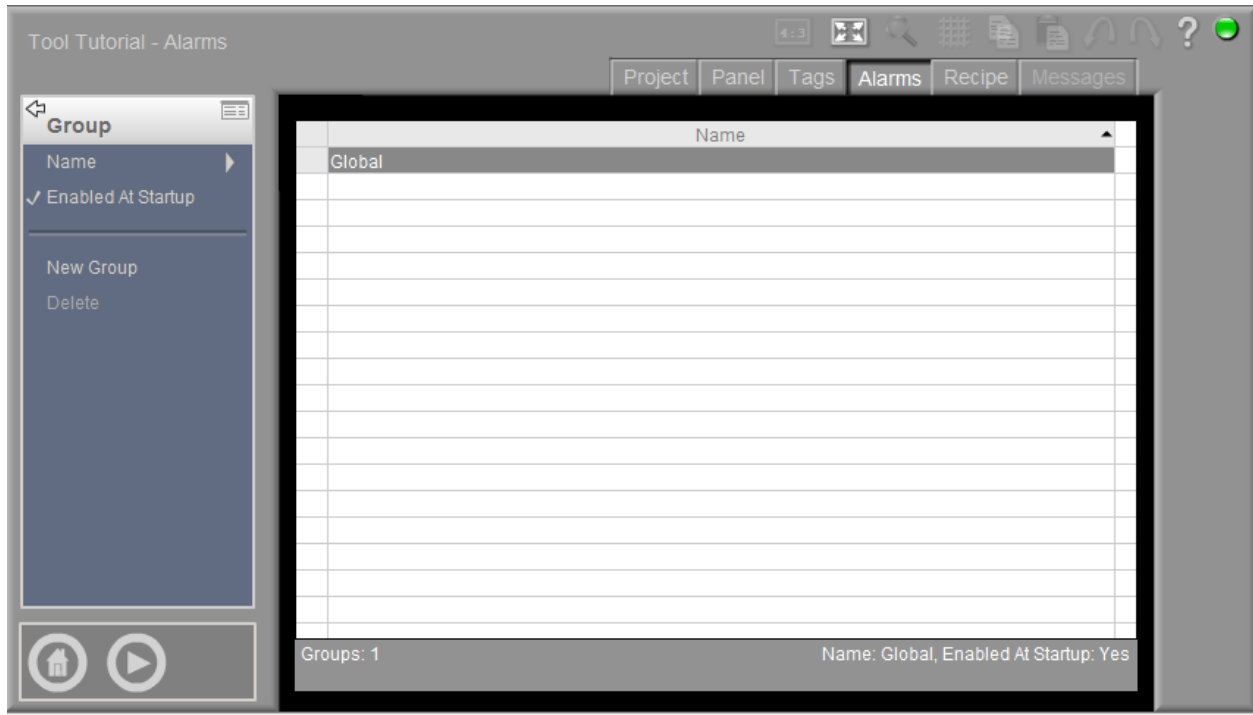 Tool Tutorial - Alarms
4:3
?
Project Panel Tags Alarms Recipe Messages
Group
Name
Enabled At Startup
New Group
Delete
Name
Global
Groups: 1
Name: Global, Enabled At Startup: Yes